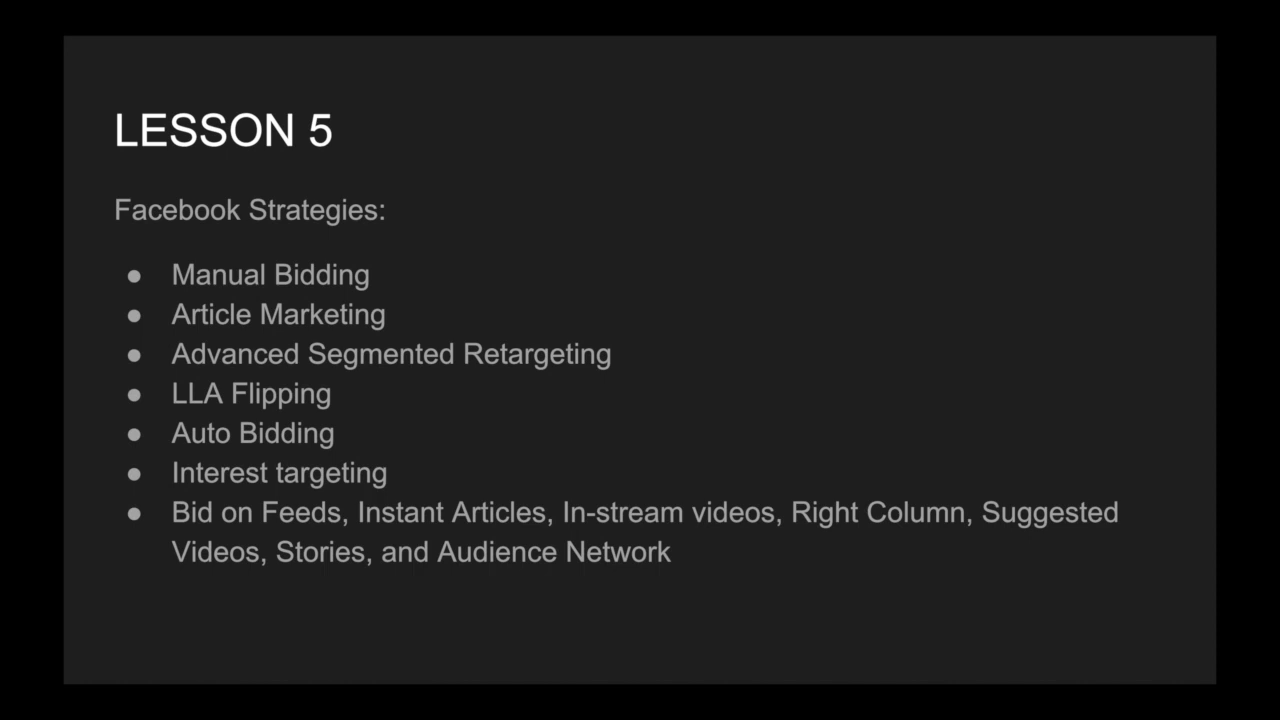 LESSON 5
Facebook Strategies:
● Manual Bidding
● Article Marketing
● Advanced Segmented Retargeting
● LLA Flipping
● Auto Bidding
● Interest targeting
● Bid on Feeds, Instant Articles, In-stream videos, Right Column, Suggested
Videos, Stories, and Audience Network